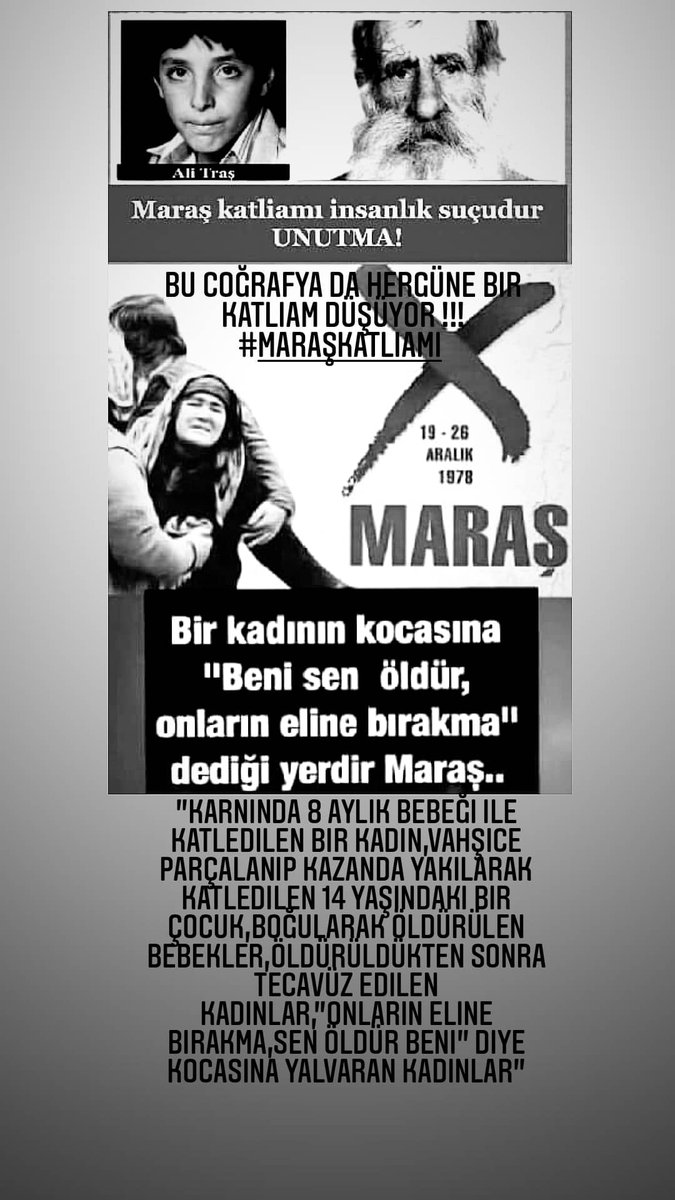 Ali Traş
Maraş katliamı insanlık suçudur
UNUTMA!
BU COĞRAFYA DA HERGÜNE BIR
KATLIAM DÜŞÜYOR !!!
#MARAŞKATLIAMI
19 - 26
ARALIK
1978
MARAŞ
Bir kadının kocasına
"Beni sen öldür,
onların eline bırakma"
dediği yerdir Maraş..
"KARNINDA 8 AYLIK BEBEĞI ILE
KATLEDILEN BIR KADIN,VAHŞICE
PARÇALANIP KAZANDA YAKILARAK
KATLEDILEN 14 YAŞINDAKI BIR
ÇOCUK,BOĞULARAK ÖLDÜRÜLEN
BEBEKLER,ÖLDÜRÜLDÜKTEN SONRA
TECAVÜZ EDILEN
KADINLAR,"ONLARIN ELINE
BIRAKMA,SEN ÖLDÜR BENI" DIYE
KOCASINA YALVARAN KADINLAR"